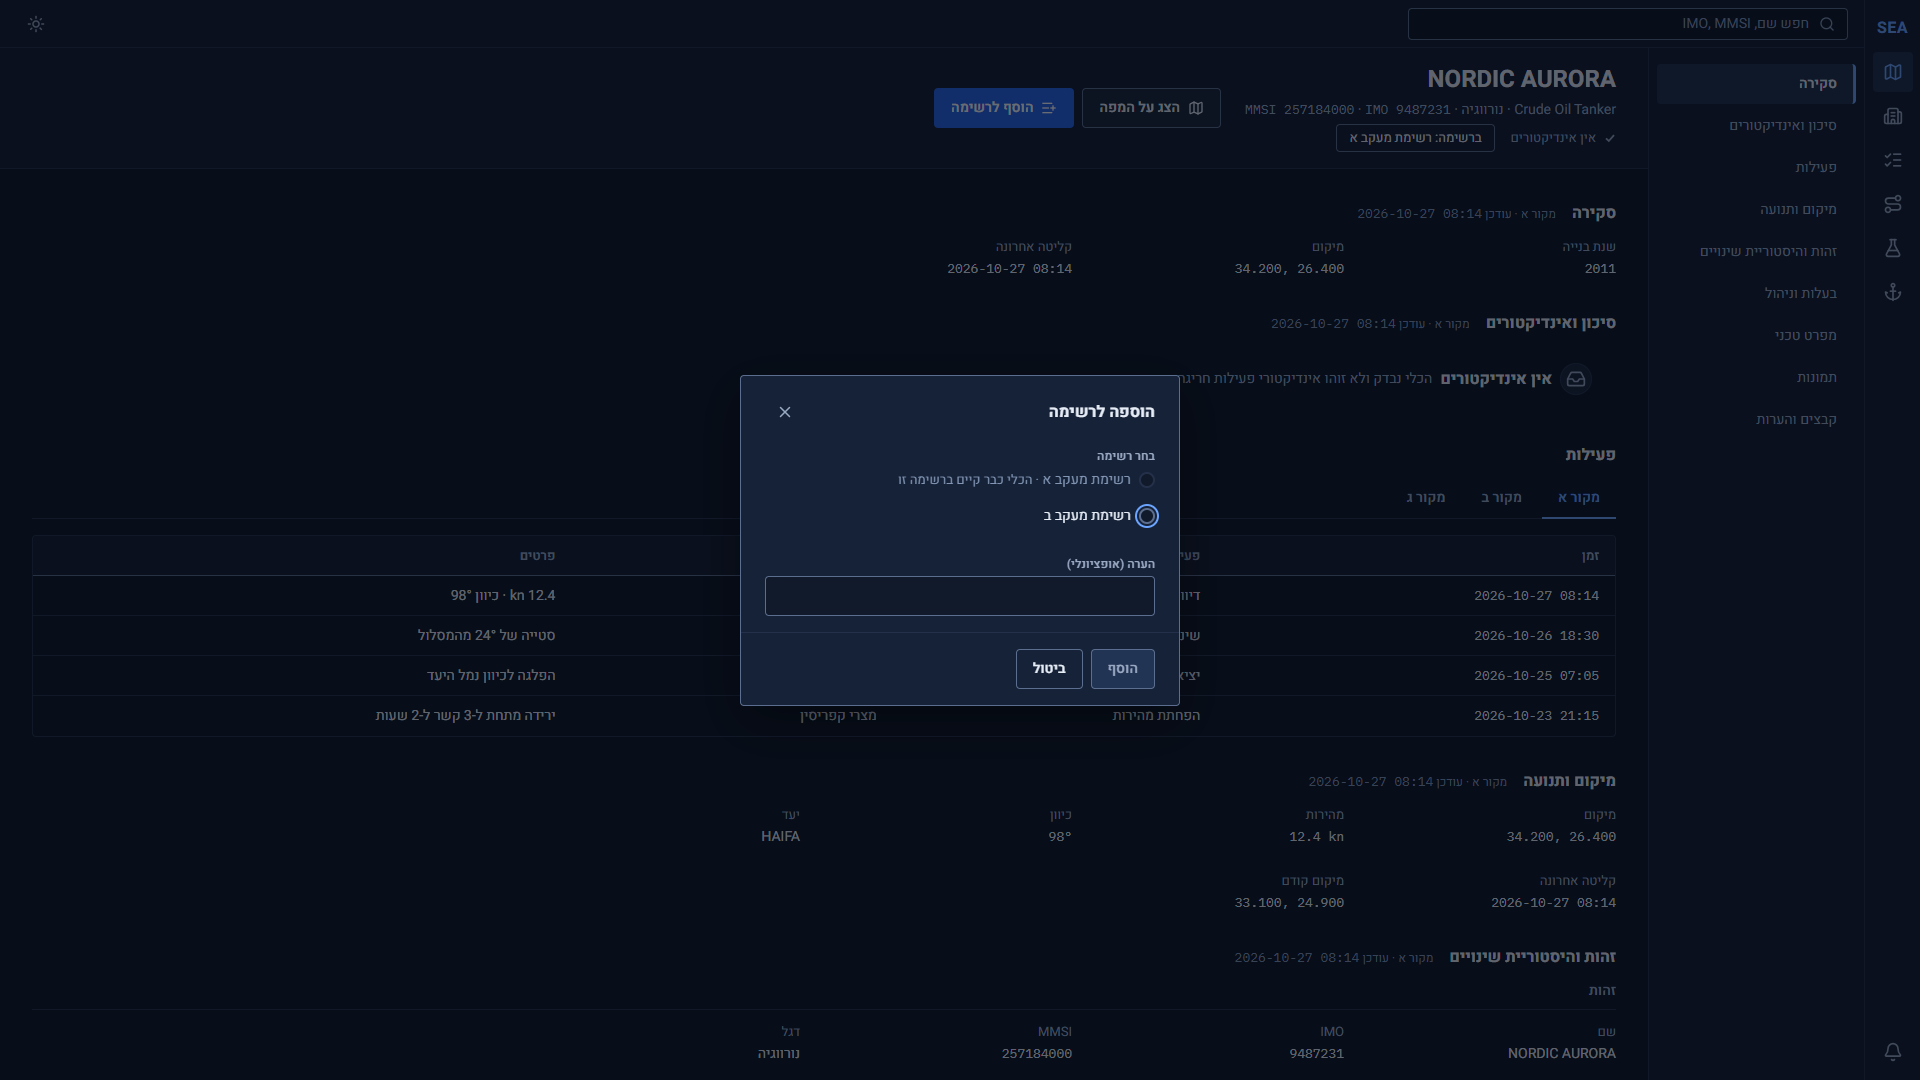 SEA
חפש שם, IMO, MMSI
סקירה
סיכון ואינדיקטורים
פעילות
מיקום ותנועה
זהות והיסטוריית שינויים
בעלות וניהול
מפרט טכני
תמונות
קבצים והערות
NORDIC AURORA
Crude Oil Tanker · נורווגיה · IMO 9487231 · MMSI 257184000
אין אינדיקטורים
ברשימה: רשימת מעקב א
הצג על המפה
הוסף לרשימה
סקירה מקור א · עודכן 2026-10-27 08:14
שנת בנייה מיקום קליטה אחרונה
2011 34.200, 26.400 2026-10-27 08:14
סיכון ואינדיקטורים מקור א · עודכן 2026-10-27 08:14
אין אינדיקטורים הכלי נבדק ולא זוהו אינדיקטורי פעילות
פעילות
מקור א מקור ב מקור ג
זמן פרטים
2026-10-27 08:14 12.4 kn · כיוון 98°
2026-10-26 18:30 סטייה של 24° מהמסלול
2026-10-25 07:05 הפלגה לכיוון נמל היעד
2026-10-23 21:15 הפחתת מהירות מצרי קפריסין ירידה מתחת ל-3 קשר ל-2 שעות
הוספה לרשימה
בחר רשימה
רשימת מעקב א · הכלי כבר קיים ברשימה זו
רשימת מעקב ב
הערה (אופציונלי)
הוסף
ביטול
מיקום ותנועה מקור א · עודכן 2026-10-27 08:14
מיקום מהירות כיוון יעד
34.200, 26.400 12.4 kn 98° HAIFA
קליטה אחרונה מיקום קודם
2026-10-27 08:14 33.100, 24.900
זהות והיסטוריית שינויים מקור א · עודכן 2026-10-27 08:14
זהות
שם IMO MMSI דגל
NORDIC AURORA 9487231 257184000 נורווגיה